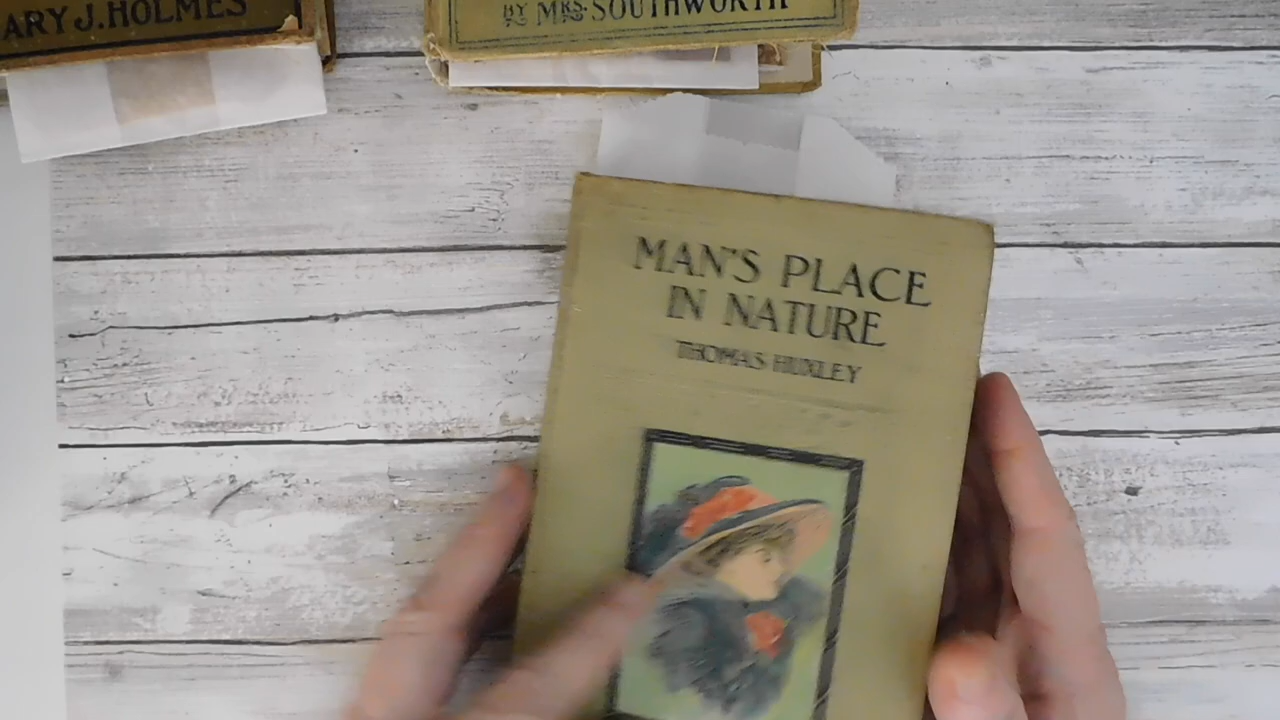 ARY J. HOLMES
BY MRS. SOUTHWORTH
MAN'S PLACE
IN NATURE
THOMAS HUXLEY